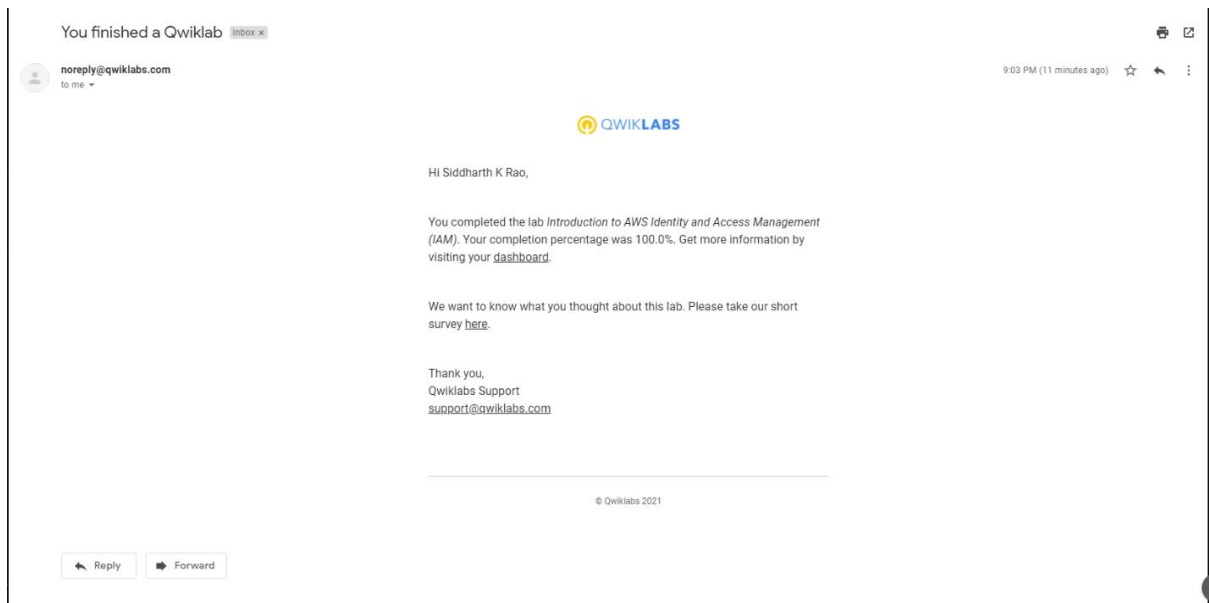 You finished a Qwiklab Inbox x
noreply@qwiklabs.com 9:03 PM (11 minutes ago)
to me
QWIKLABS
Hi Siddharth K Rao,
You completed the lab Introduction to AWS Identity and Access Management
(IAM). Your completion percentage was 100.0%. Get more information by
visiting your dashboard.
We want to know what you thought about this lab. Please take our short
survey here.
Thank you,
Qwiklabs Support
support@qwiklabs.com
© Qwiklabs 2021
Reply Forward